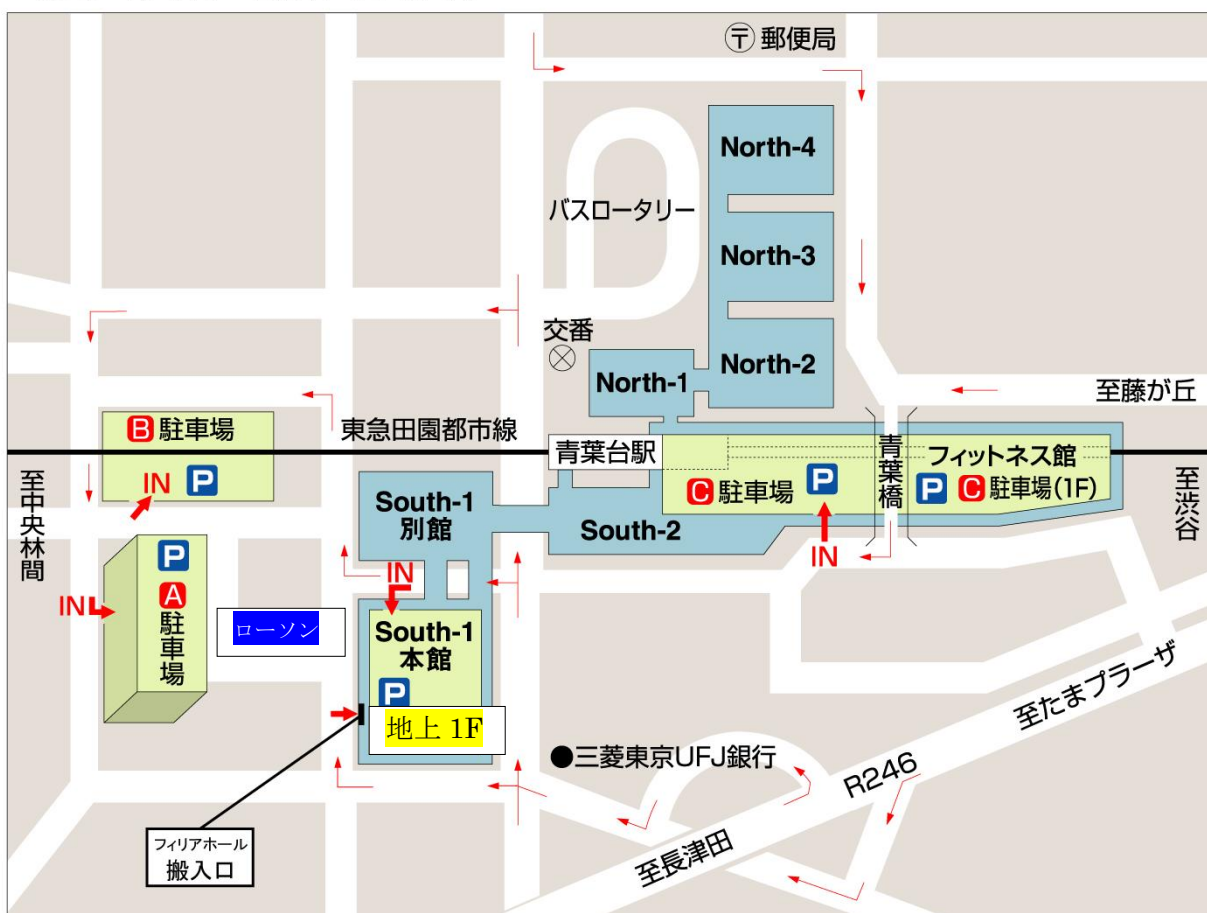 〒郵便局
North-4
バスロータリー
North-3
交番
North-2
North-1
至藤が丘
B 駐車場
東急田園都市線
青葉台駅
青葉橋
フィットネス館
IN P
C 駐車場 P
P C 駐車場(1F)
至中央林間
至渋谷
South-1
別館
South-2
IN
IN
P
A
駐車場
IN
ローソン
South-1
本館
P
地上 1F
至たまプラーザ
●三菱東京UFJ銀行
R246
至長津田
フィリアホール
搬入口